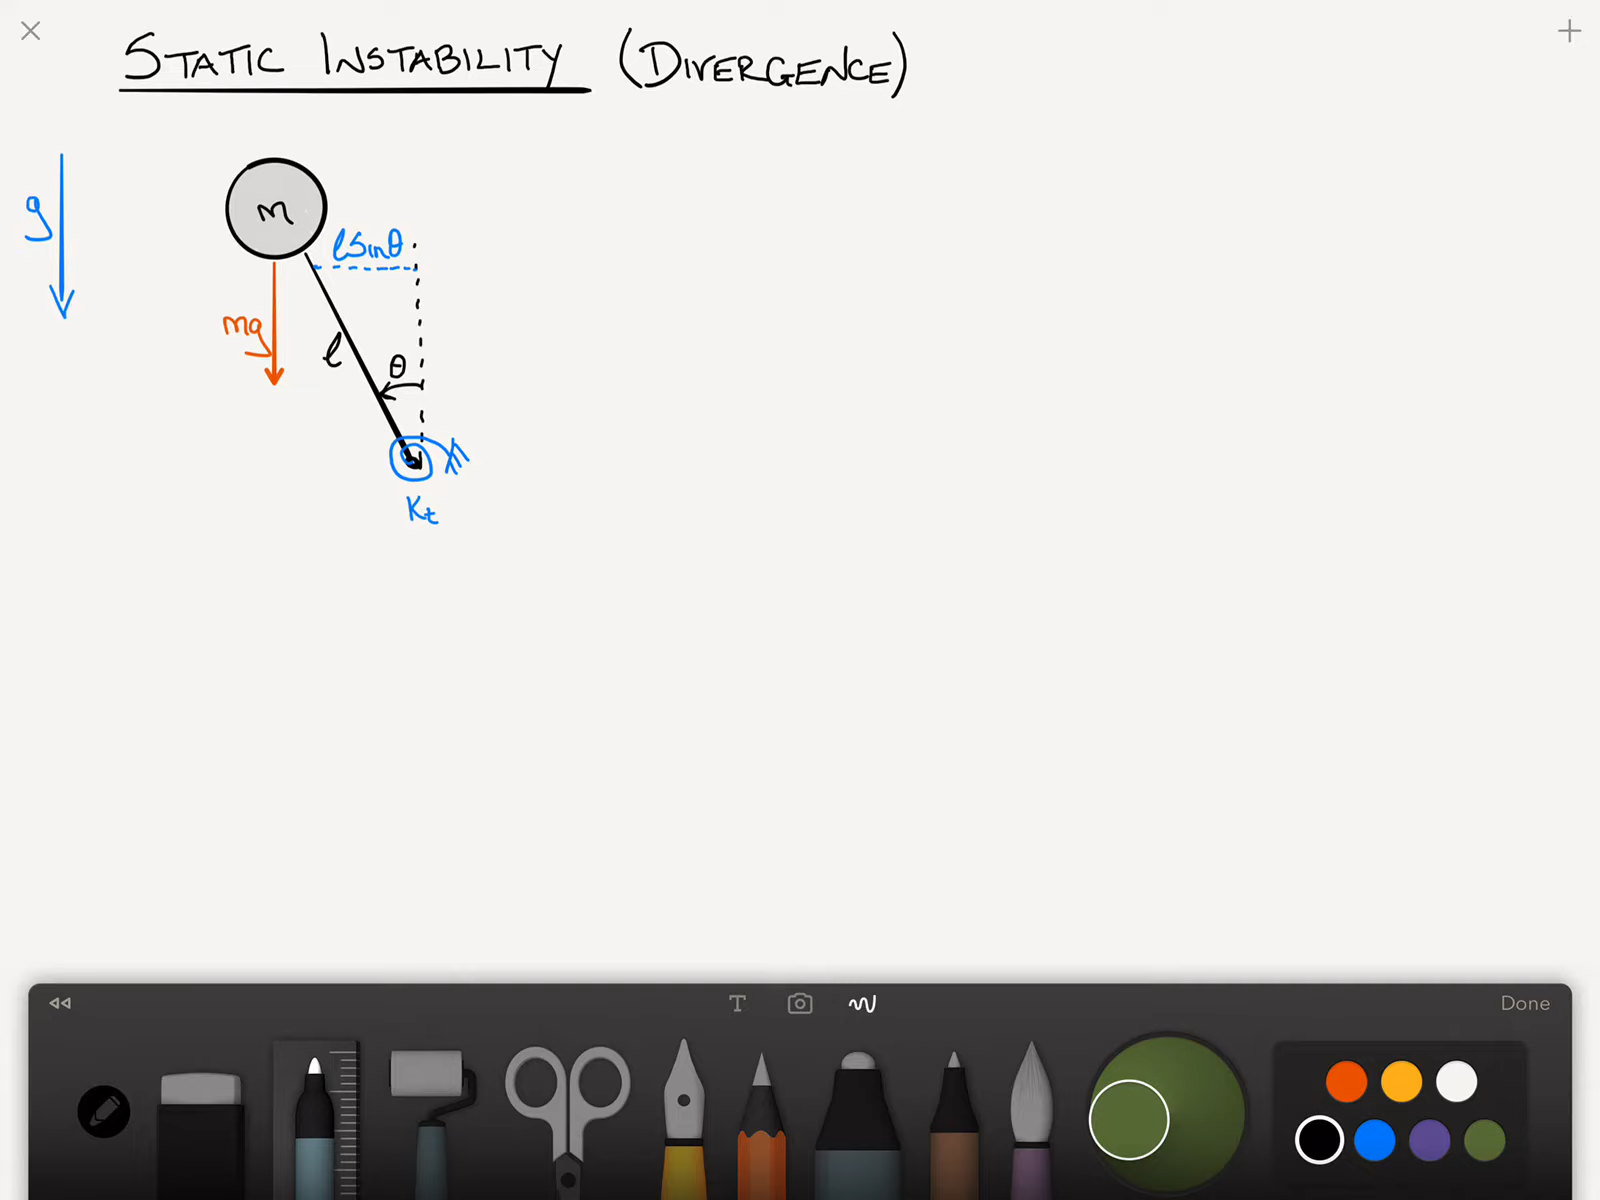 STATIC INSTABILITY (DIVERGENCE)
g
m
lsinθ
mg
l
θ
Kt
T
Done